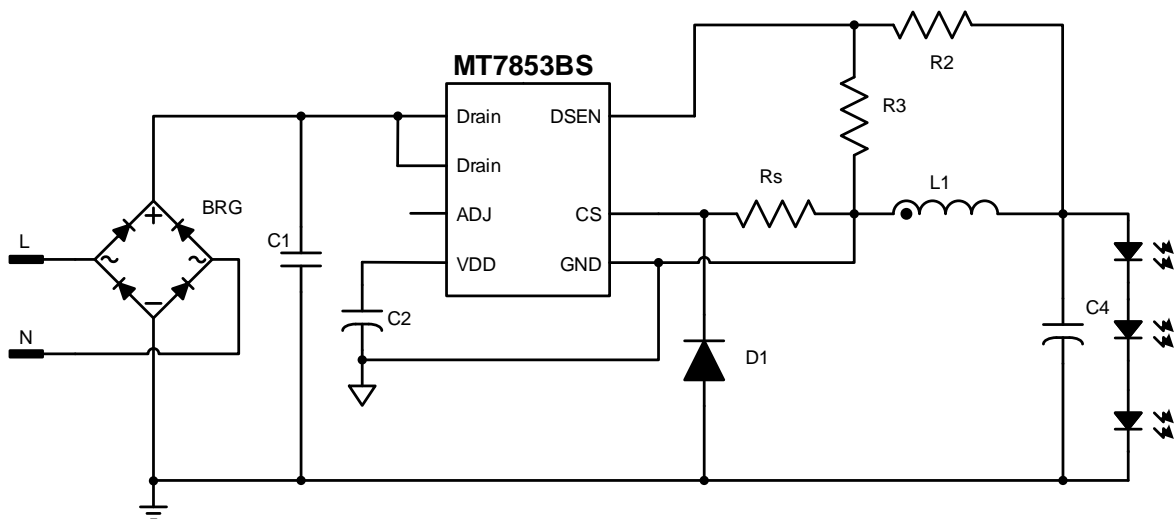 MT7853BS
R2
R3
Drain
DSEN
Drain
Rs
L1
BRG
ADJ
CS
L
C1
VDD
GND
C2
C4
N
D1